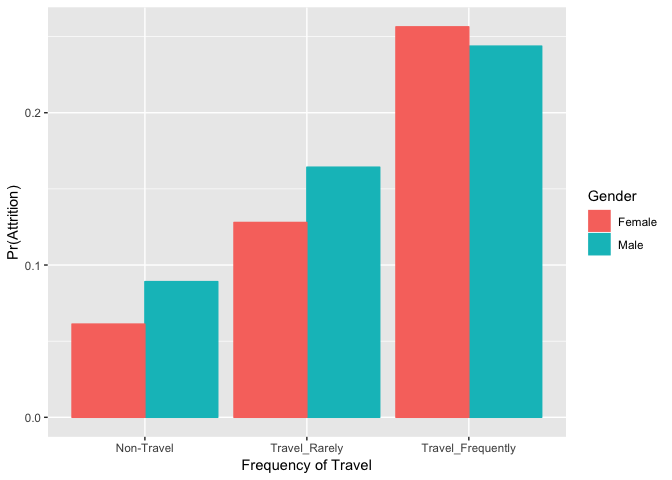 Pr(Attrition)
0.2
0.1
0.0
Non-Travel
Travel_Rarely
Travel_Frequently
Frequency of Travel
Gender
Female
Male